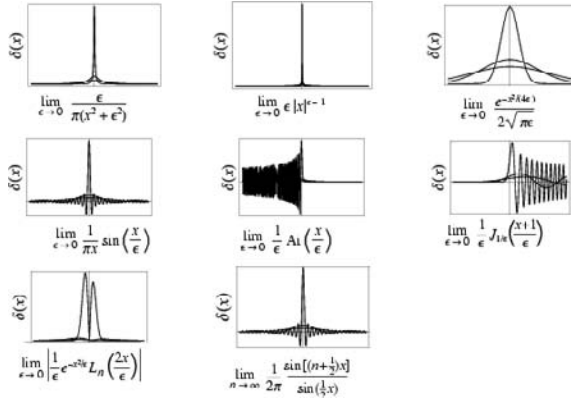 δ(x)
δ(x)
δ(x)
lim ε→0 ε / π(x² + ε²)
lim ε→0 ε |x|^(ε−1)
lim ε→0 e^(−x²/(4ε)) / 2√(πε)
δ(x)
δ(x)
δ(x)
lim ε→0 1/(πx) sin (x/ε)
lim ε→0 1/ε Ai (x/ε)
lim ε→0 1/ε J_(1/ε) ((x+1)/ε)
δ(x)
δ(x)
lim ε→0 | 1/ε e^(−x²/ε) L_n (2x/ε) |
lim n→∞ 1/(2π) sin [(n+½)x] / sin (½x)